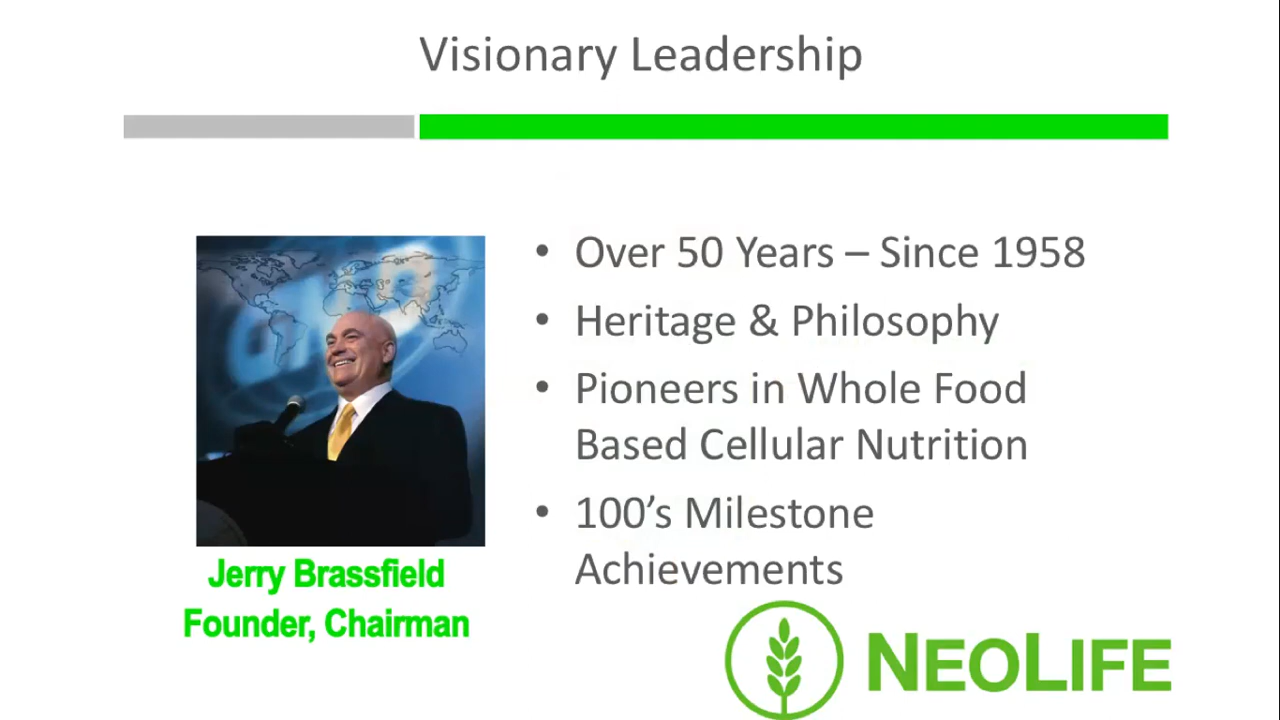 Visionary Leadership
• Over 50 Years – Since 1958
• Heritage & Philosophy
• Pioneers in Whole Food
Based Cellular Nutrition
• 100’s Milestone
Achievements
Jerry Brassfield
Founder, Chairman
NEOLIFE